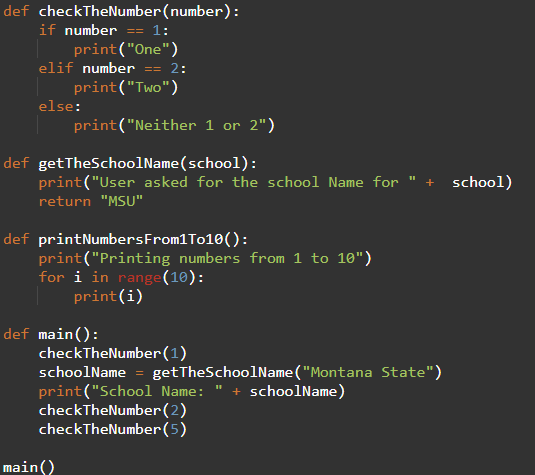 def checkTheNumber(number):
    if number == 1:
        print("One")
    elif number == 2:
        print("Two")
    else:
        print("Neither 1 or 2")

def getTheSchoolName(school):
    print("User asked for the school Name for " +  school)
    return "MSU"

def printNumbersFrom1To10():
    print("Printing numbers from 1 to 10")
    for i in range(10):
        print(i)

def main():
    checkTheNumber(1)
    schoolName = getTheSchoolName("Montana State")
    print("School Name: " + schoolName)
    checkTheNumber(2)
    checkTheNumber(5)

main()